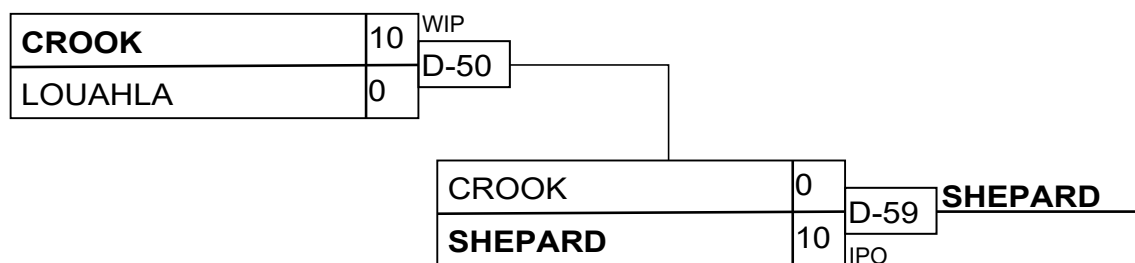 CROOK 10 WIP
LOUAHLA 0 D-50
CROOK 0
SHEPARD 10 D-59 SHEPARD
IPO